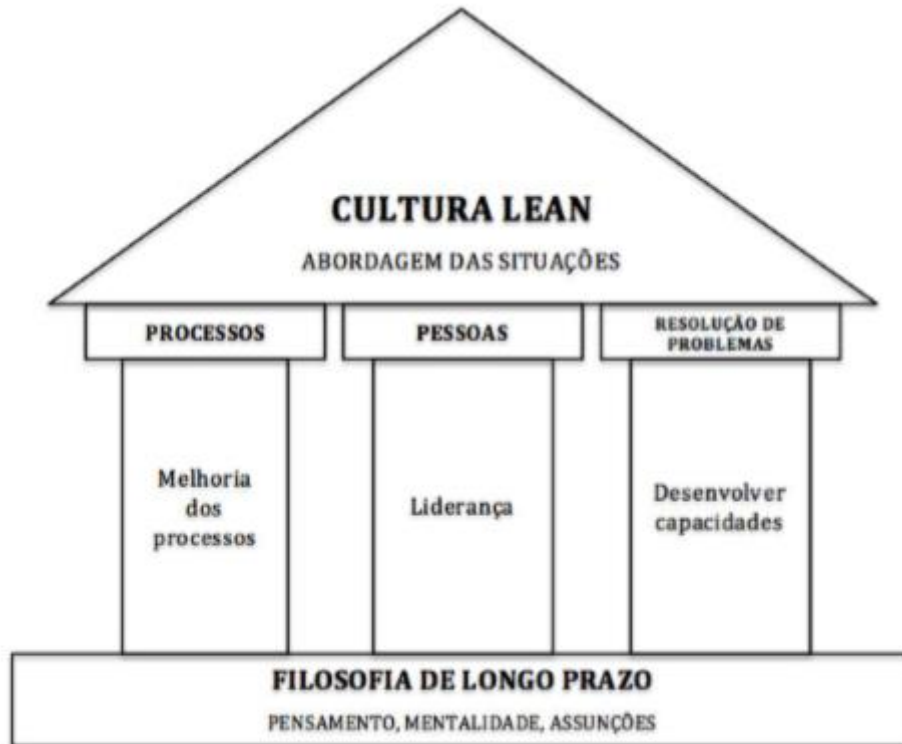 CULTURA LEAN
ABORDAGEM DAS SITUAÇÕES
PROCESSOS
PESSOAS
RESOLUÇÃO DE
PROBLEMAS
Melhoria
dos
processos
Liderança
Desenvolver
capacidades
FILOSOFIA DE LONGO PRAZO
PENSAMENTO, MENTALIDADE, ASSUNÇÕES